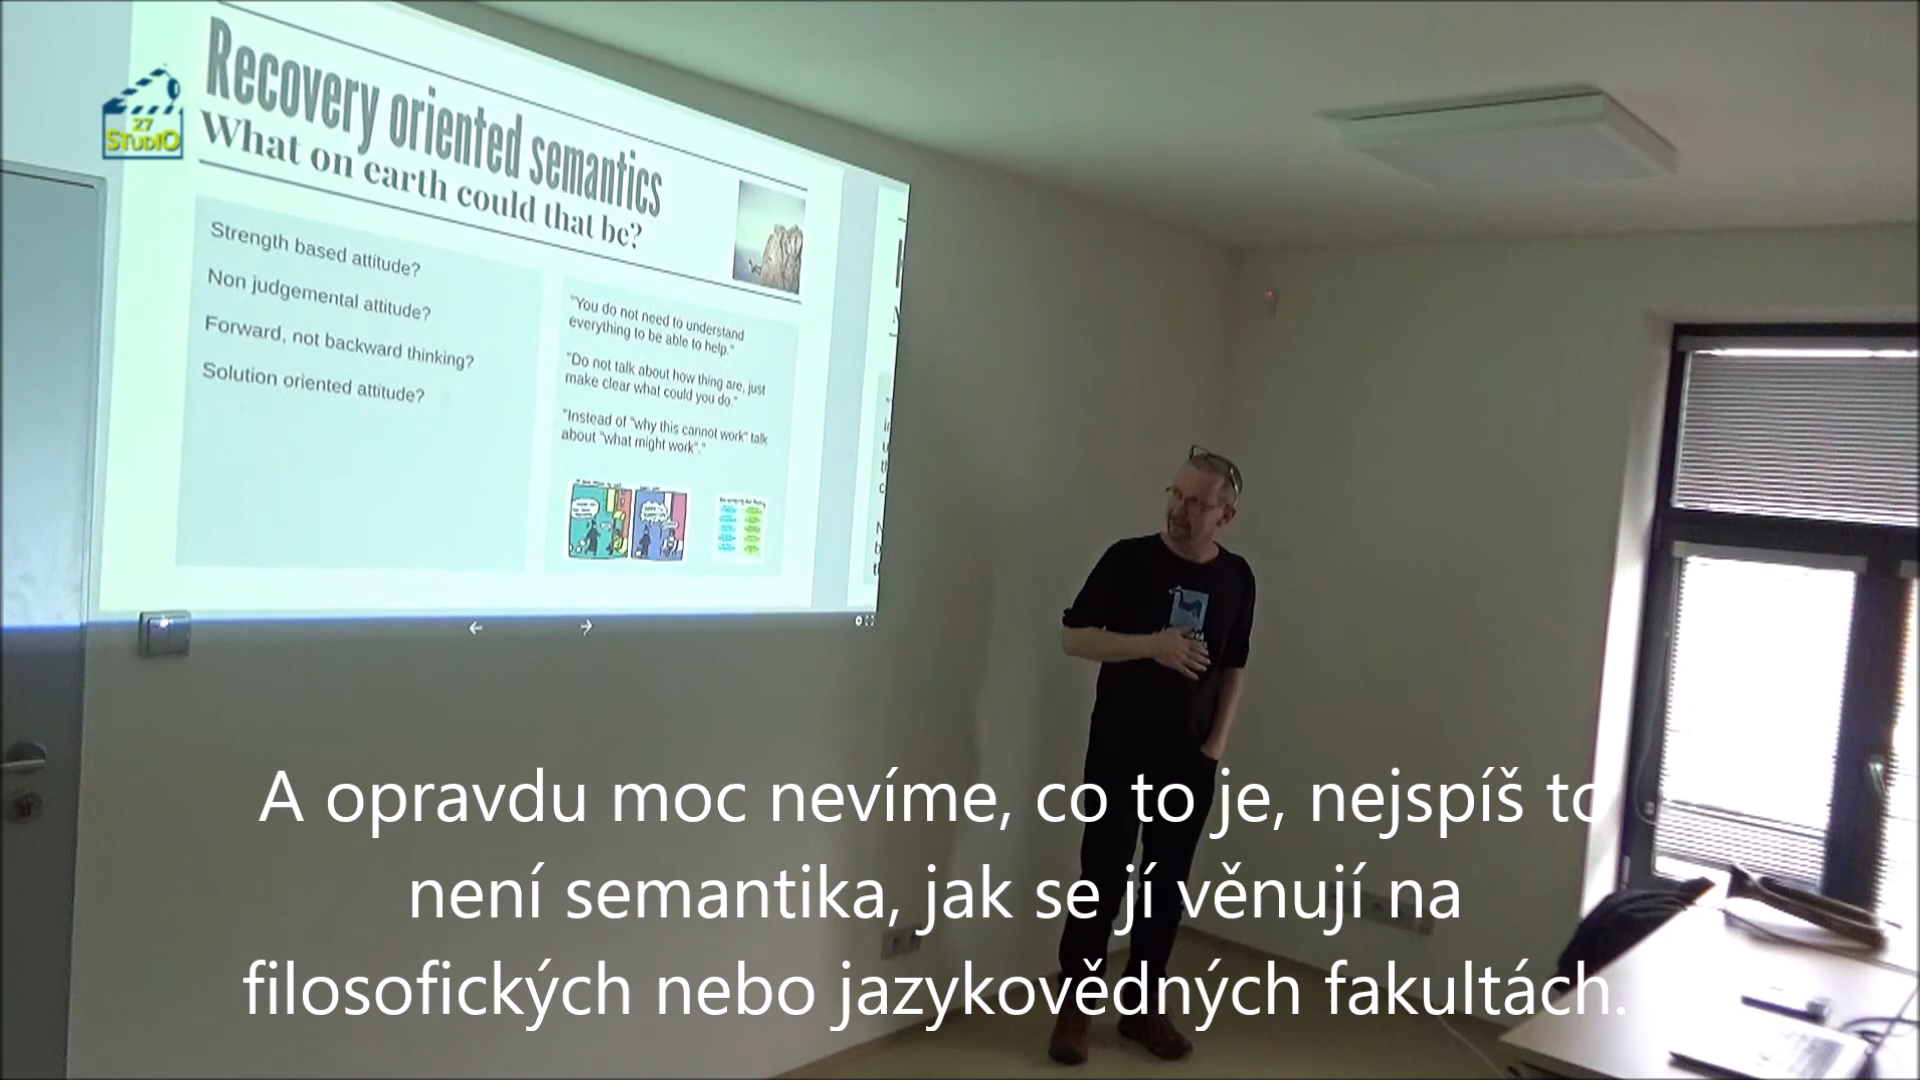 27
STUDIO
Recovery oriented semantics
What on earth could that be?
Strength based attitude?
Non judgemental attitude?
Forward, not backward thinking?
Solution oriented attitude?
"You do not need to understand
everything to be able to help."
"Do not talk about how thing are, just
make clear what could you do."
"Instead of "why this cannot work" talk
about "what might work"."
A opravdu moc nevíme, co to je, nejspíš to
není semantika, jak se jí věnují na
filosofických nebo jazykovědných fakultách.